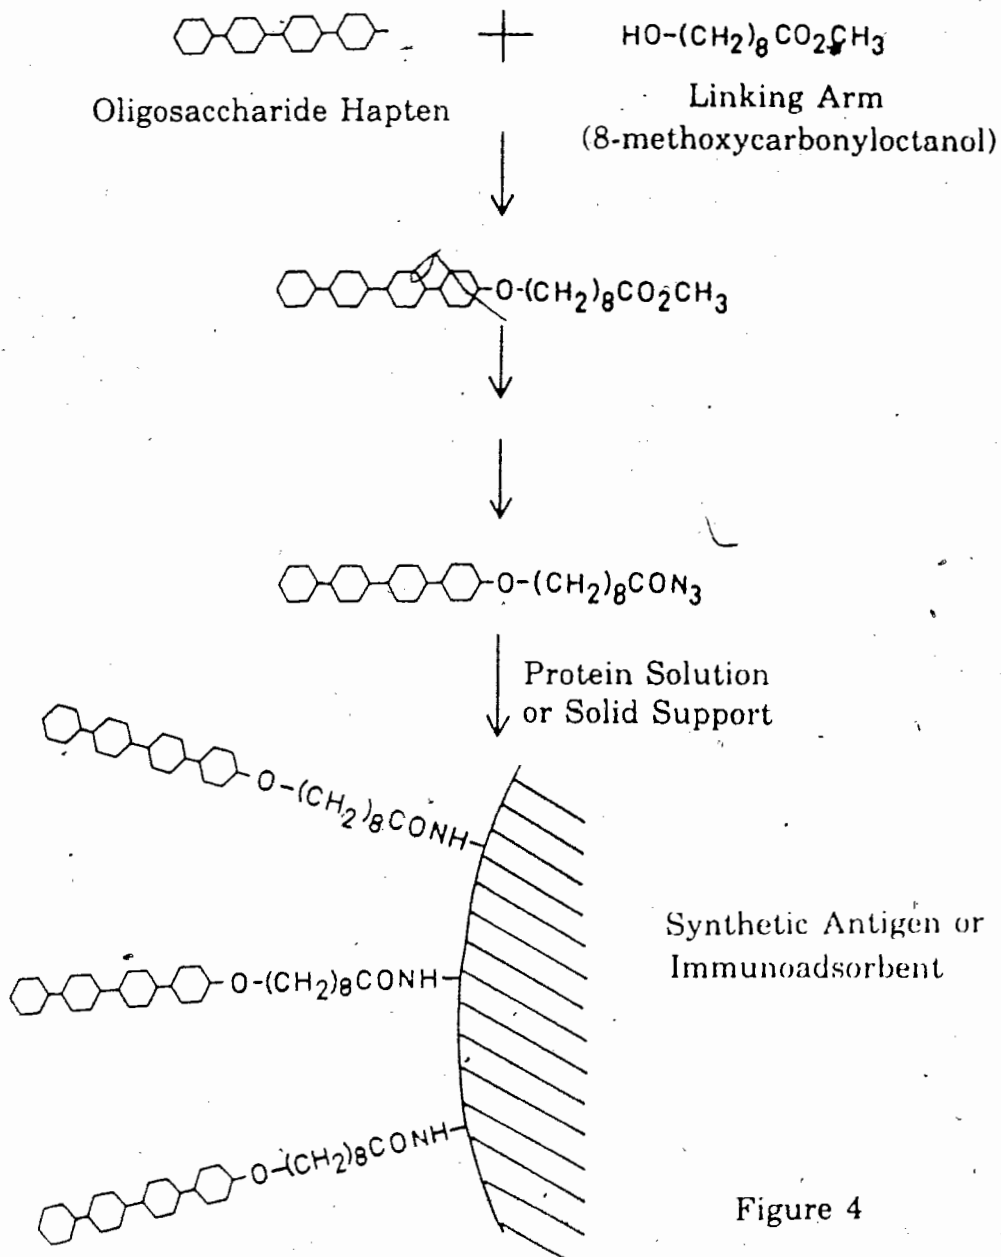 HO-(CH2)8CO2CH3
Oligosaccharide Hapten
Linking Arm
(8-methoxycarbonyloctanol)
O-(CH2)8CO2CH3
O-(CH2)8CON3
Protein Solution
or Solid Support
O-(CH2)8CONH-
Synthetic Antigen or
Immunoadsorbent
O-(CH2)8CONH-
O-(CH2)8CONH-
Figure 4